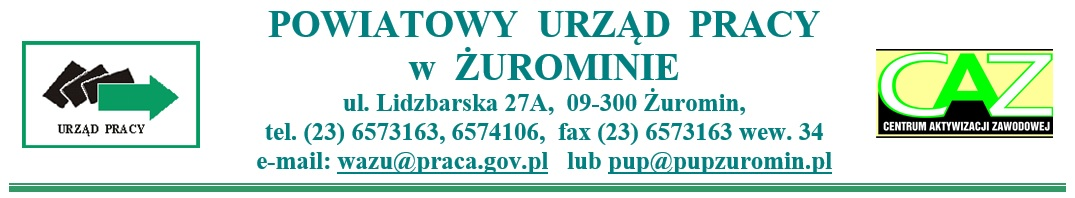 POWIATOWY URZĄD PRACY
w ŻUROMINIE
ul. Lidzbarska 27A, 09-300 Żuromin,
tel. (23) 6573163, 6574106, fax (23) 6573163 wew. 34
e-mail: wazu@praca.gov.pl lub pup@pupzuromin.pl
URZĄD PRACY
CAZ
CENTRUM AKTYWIZACJI ZAWODOWEJ